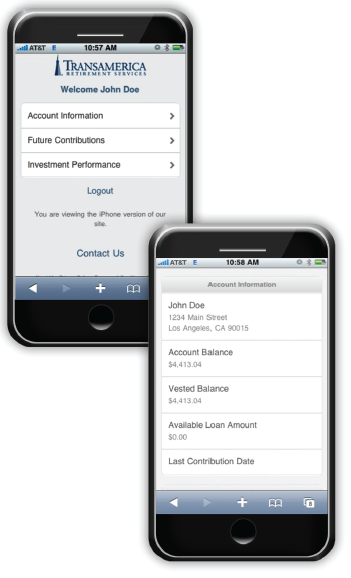 AT&T E 10:57 AM
TRANSAMERICA
RETIREMENT SERVICES
Welcome John Doe
Account Information
Future Contributions
Investment Performance
Logout
You are viewing the iPhone version of our
site.
Contact Us
AT&T E 10:58 AM
Account Information
John Doe
1234 Main Street
Los Angeles, CA 90015
Account Balance
$4,413.04
Vested Balance
$4,413.04
Available Loan Amount
$0.00
Last Contribution Date